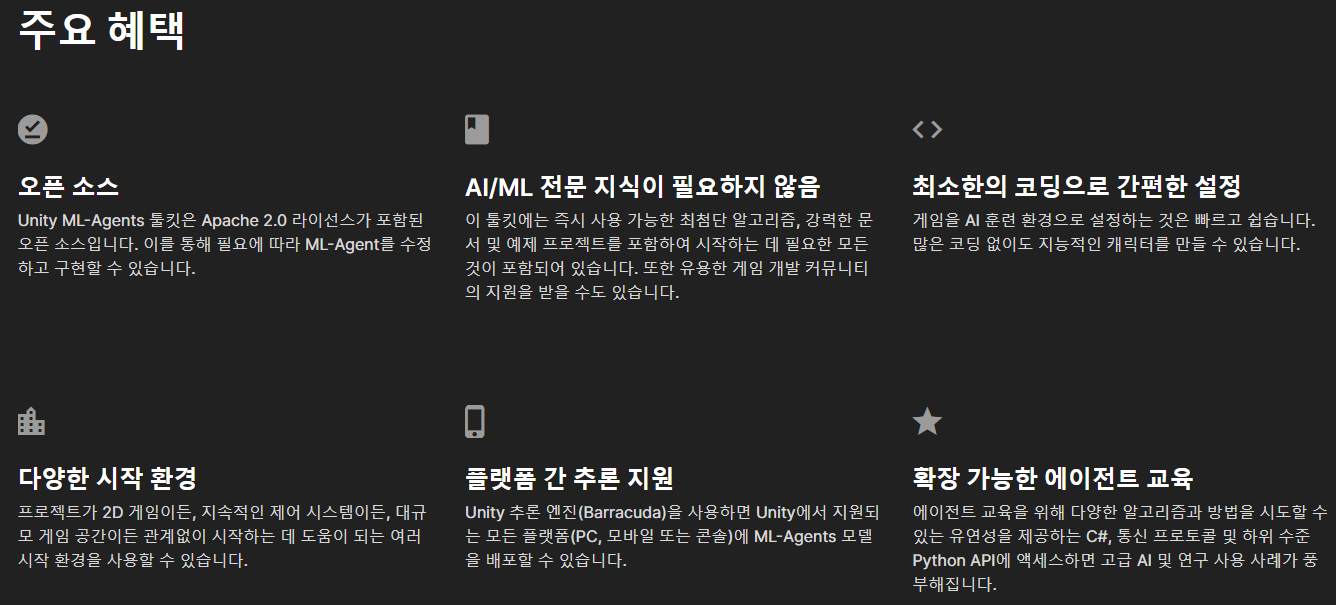 주요 혜택
오픈 소스
Unity ML-Agents 툴킷은 Apache 2.0 라이선스가 포함된
오픈 소스입니다. 이를 통해 필요에 따라 ML-Agent를 수정
하고 구현할 수 있습니다.
AI/ML 전문 지식이 필요하지 않음
이 툴킷에는 즉시 사용 가능한 최첨단 알고리즘, 강력한 문
서 및 예제 프로젝트를 포함하여 시작하는 데 필요한 모든
것이 포함되어 있습니다. 또한 유용한 게임 개발 커뮤니티
의 지원을 받을 수도 있습니다.
최소한의 코딩으로 간편한 설정
게임을 AI 훈련 환경으로 설정하는 것은 빠르고 쉽습니다.
많은 코딩 없이도 지능적인 캐릭터를 만들 수 있습니다.
다양한 시작 환경
프로젝트가 2D 게임이든, 지속적인 제어 시스템이든, 대규
모 게임 공간이든 관계없이 시작하는 데 도움이 되는 여러
시작 환경을 사용할 수 있습니다.
플랫폼 간 추론 지원
Unity 추론 엔진(Barracuda)을 사용하면 Unity에서 지원되
는 모든 플랫폼(PC, 모바일 또는 콘솔)에 ML-Agents 모델
을 배포할 수 있습니다.
확장 가능한 에이전트 교육
에이전트 교육을 위해 다양한 알고리즘과 방법을 시도할 수
있는 유연성을 제공하는 C#, 통신 프로토콜 및 하위 수준
Python API에 액세스하면 고급 AI 및 연구 사용 사례가 풍
부해집니다.